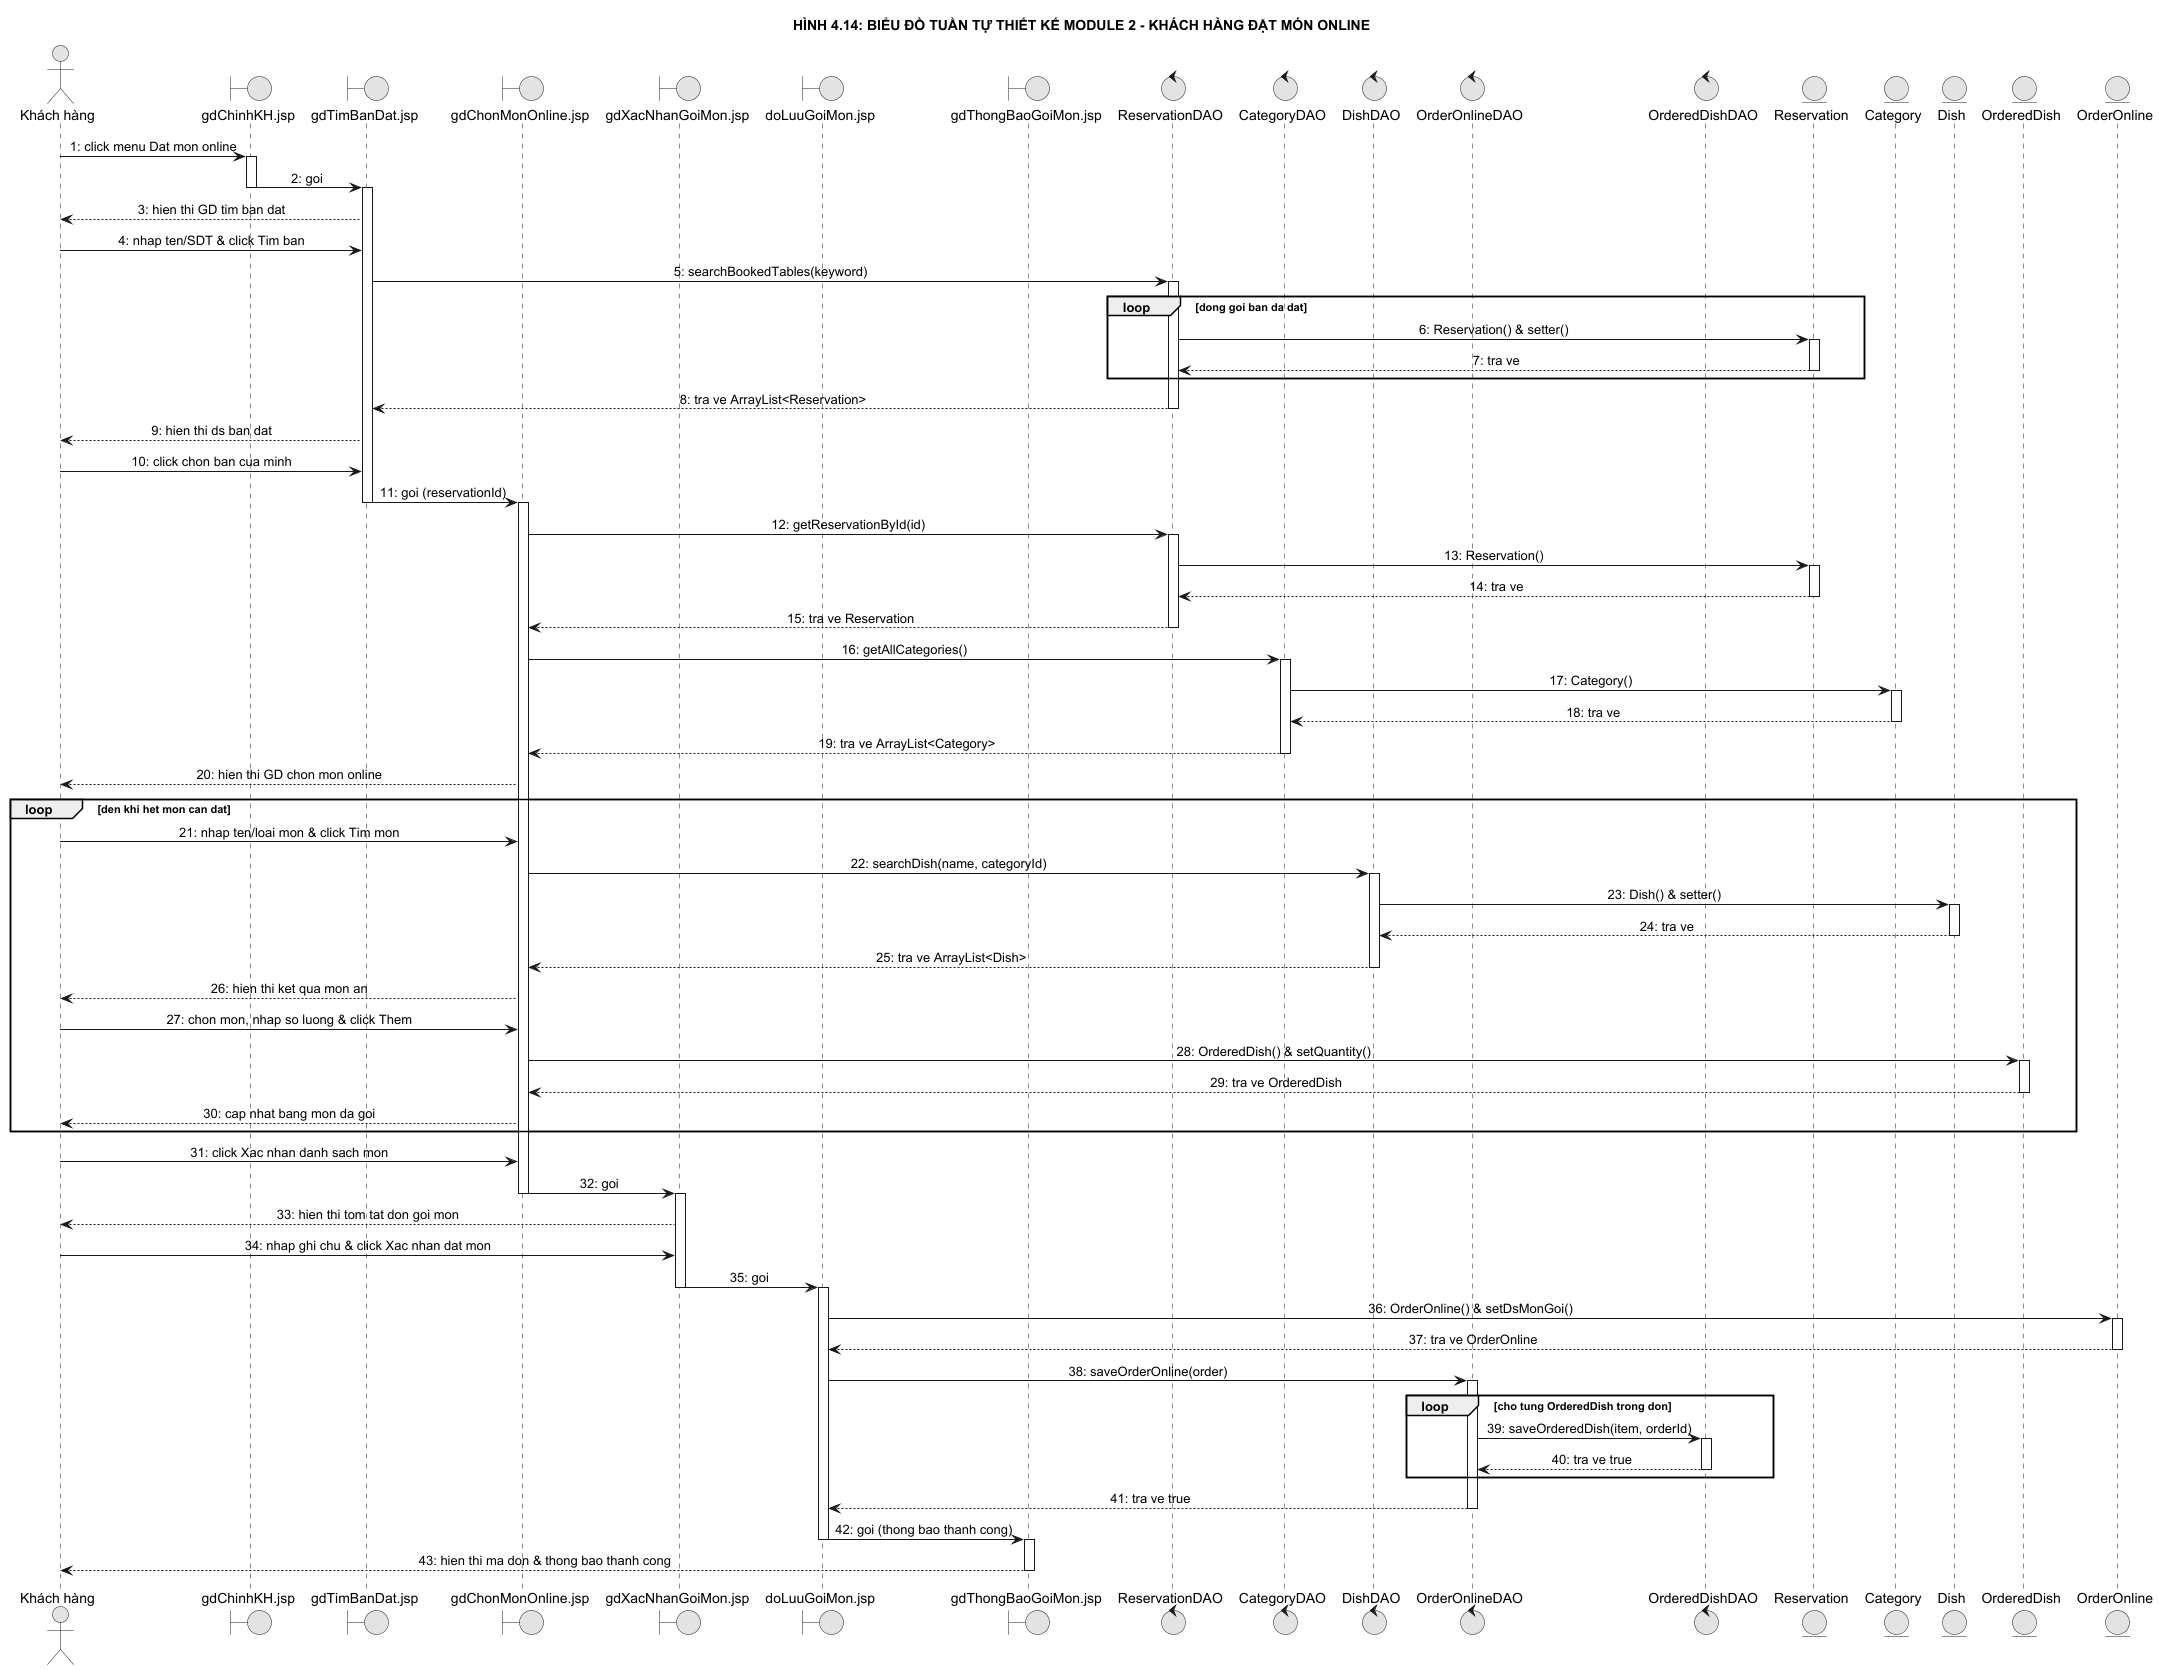 HÌNH 4.14: BIỂU ĐỒ TUẦN TỰ THIẾT KẾ MODULE 2 - KHÁCH HÀNG ĐẶT MÓN ONLINE
Khách hàng gdChinhKH.jsp gdTimBanDat.jsp gdChonMonOnline.jsp gdXacNhanGoiMon.jsp doLuuGoiMon.jsp gdThongBaoGoiMon.jsp ReservationDAO CategoryDAO DishDAO OrderOnlineDAO OrderedDishDAO Reservation Category Dish OrderedDish OrderOnline
1: click menu Dat mon online
2: goi
3: hien thi GD tim ban dat
4: nhap ten/SDT & click Tim ban
5: searchBookedTables(keyword)
loop [dong goi ban da dat]
6: Reservation() & setter()
7: tra ve
8: tra ve ArrayList<Reservation>
9: hien thi ds ban dat
10: click chon ban cua minh
11: goi (reservationId)
12: getReservationById(id)
13: Reservation()
14: tra ve
15: tra ve Reservation
16: getAllCategories()
17: Category()
18: tra ve
19: tra ve ArrayList<Category>
20: hien thi GD chon mon online
loop [den khi het mon can dat]
21: nhap ten/loai mon & click Tim mon
22: searchDish(name, categoryId)
23: Dish() & setter()
24: tra ve
25: tra ve ArrayList<Dish>
26: hien thi ket qua mon an
27: chon mon, nhap so luong & click Them
28: OrderedDish() & setQuantity()
29: tra ve OrderedDish
30: cap nhat bang mon da goi
31: click Xac nhan danh sach mon
32: goi
33: hien thi tom tat don goi mon
34: nhap ghi chu & click Xac nhan dat mon
35: goi
36: OrderOnline() & setDsMonGoi()
37: tra ve OrderOnline
38: saveOrderOnline(order)
loop [cho tung OrderedDish trong don]
39: saveOrderedDish(item, orderId)
40: tra ve true
41: tra ve true
42: goi (thong bao thanh cong)
43: hien thi ma don & thong bao thanh cong
Khách hàng gdChinhKH.jsp gdTimBanDat.jsp gdChonMonOnline.jsp gdXacNhanGoiMon.jsp doLuuGoiMon.jsp gdThongBaoGoiMon.jsp ReservationDAO CategoryDAO DishDAO OrderOnlineDAO OrderedDishDAO Reservation Category Dish OrderedDish OrderOnline